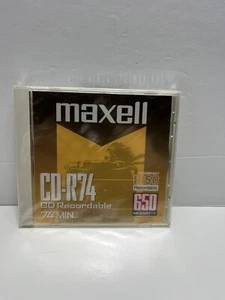 maxell
CD-R74
CD Recordable
74 MIN.
650